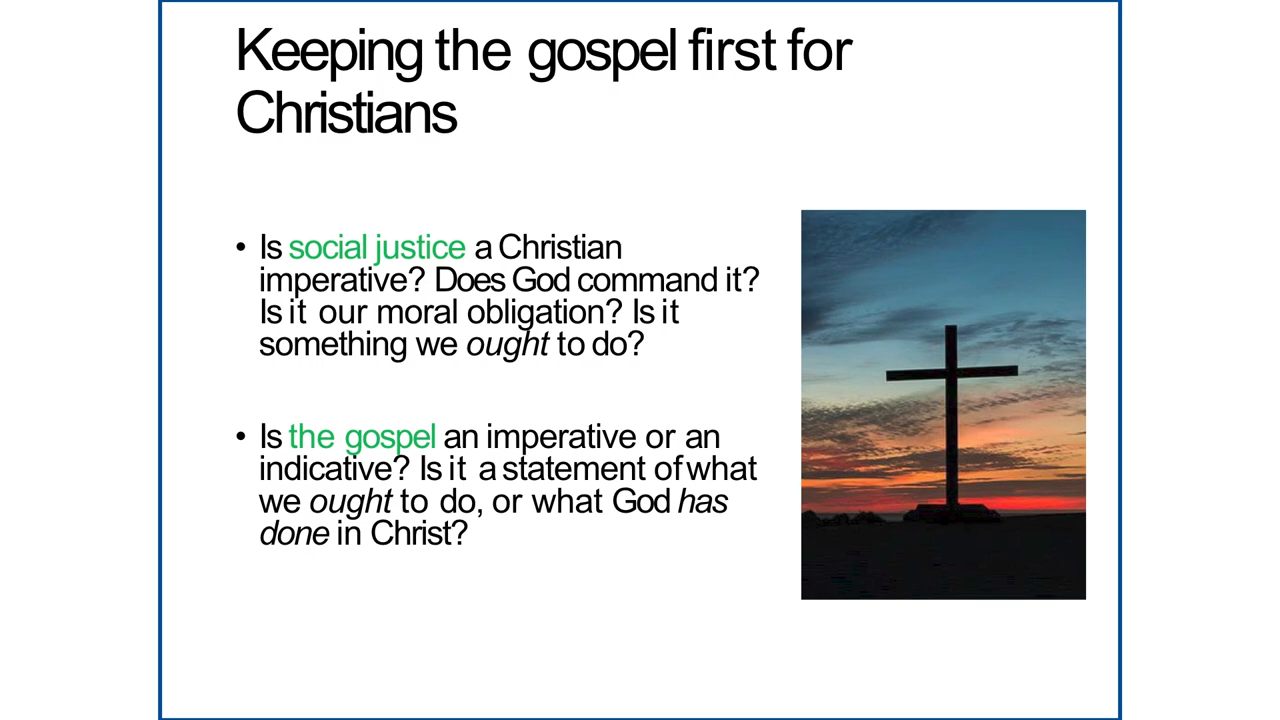 Keeping the gospel first for
Christians
• Is social justice a Christian
imperative? Does God command it?
Is it our moral obligation? Is it
something we ought to do?
• Is the gospel an imperative or an
indicative? Is it a statement of what
we ought to do, or what God has
done in Christ?